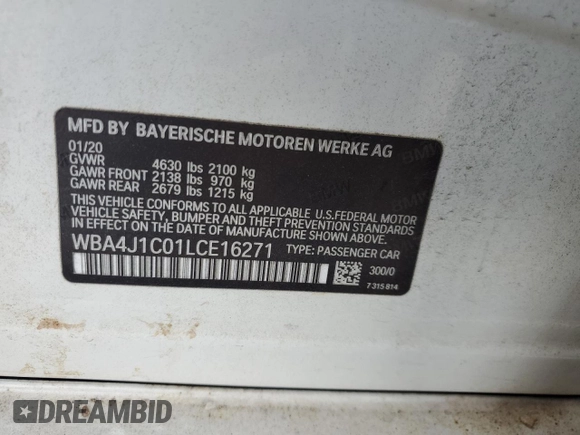 MFD BY BAYERISCHE MOTOREN WERKE AG
01/20
GVWR 4630 lbs 2100 kg
GAWR FRONT 2138 lbs 970 kg
GAWR REAR 2679 lbs 1215 kg
THIS VEHICLE CONFORMS TO ALL APPLICABLE U.S.FEDERAL MOTOR
VEHICLE SAFETY, BUMPER AND THEFT PREVENTION STANDARDS
IN EFFECT ON THE DATE OF MANUFACTURE SHOWN ABOVE.
WBA4J1C01LCE16271 TYPE: PASSENGER CAR
300/0
7 315 814
DREAMBID